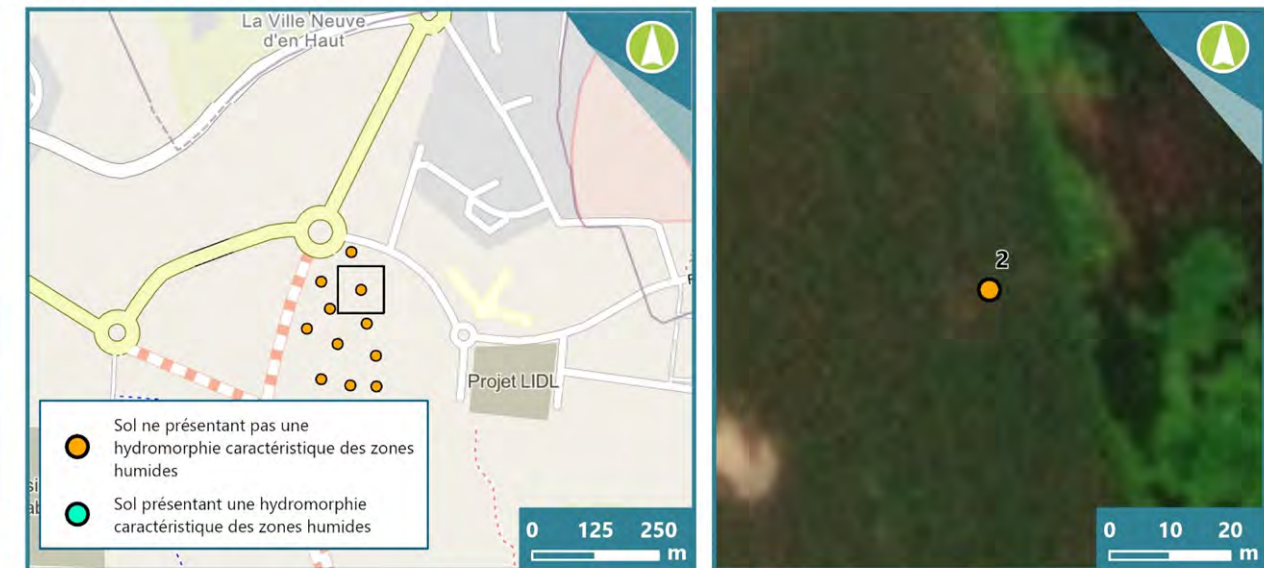 La Ville Neuve
d'en Haut
Projet LIDL
Sol ne présentant pas une
hydromorphie caractéristique des zones
humides
Sol présentant une hydromorphie
caractéristique des zones humides
0 125 250
m
2
0 10 20
m